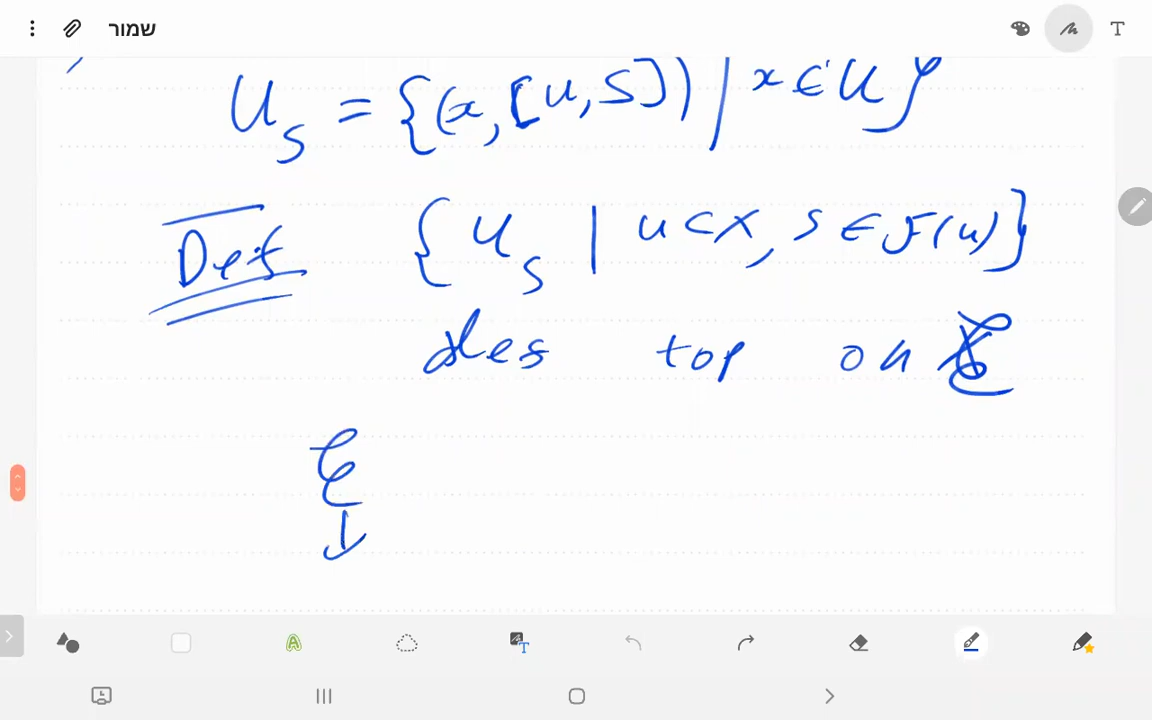 שמור
U_S = {(x, [U, S]) | x ∈ U}
Def { U_S | U ⊂ X, S ∈ F(U) }
des top on ℰ
ℰ
↓